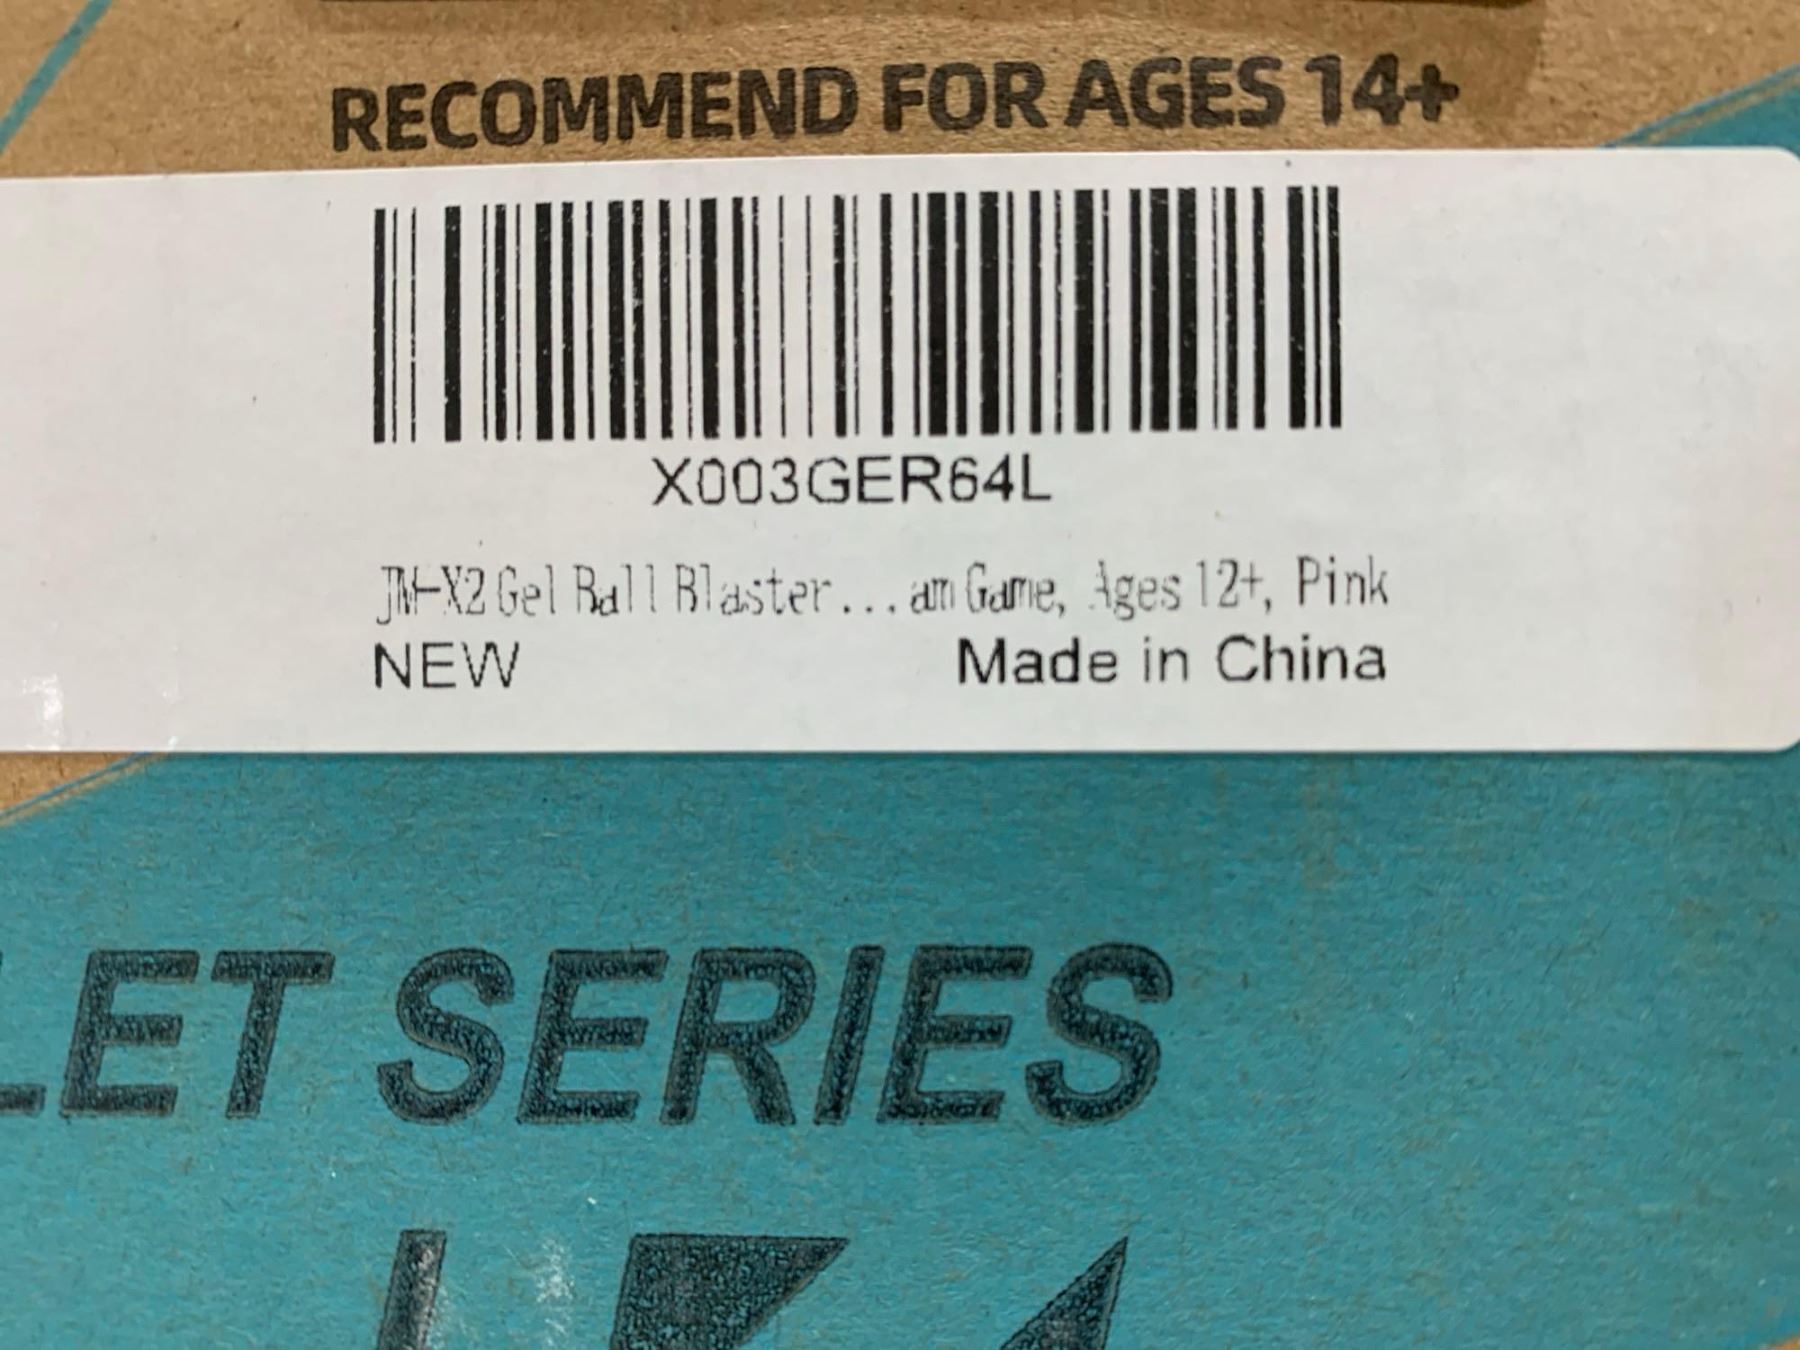 RECOMMEND FOR AGES 14+
X003GER64L
JM-X2 Gel Ball Blaster...am Game, Ages 12+, Pink
NEW Made in China
LET SERIES